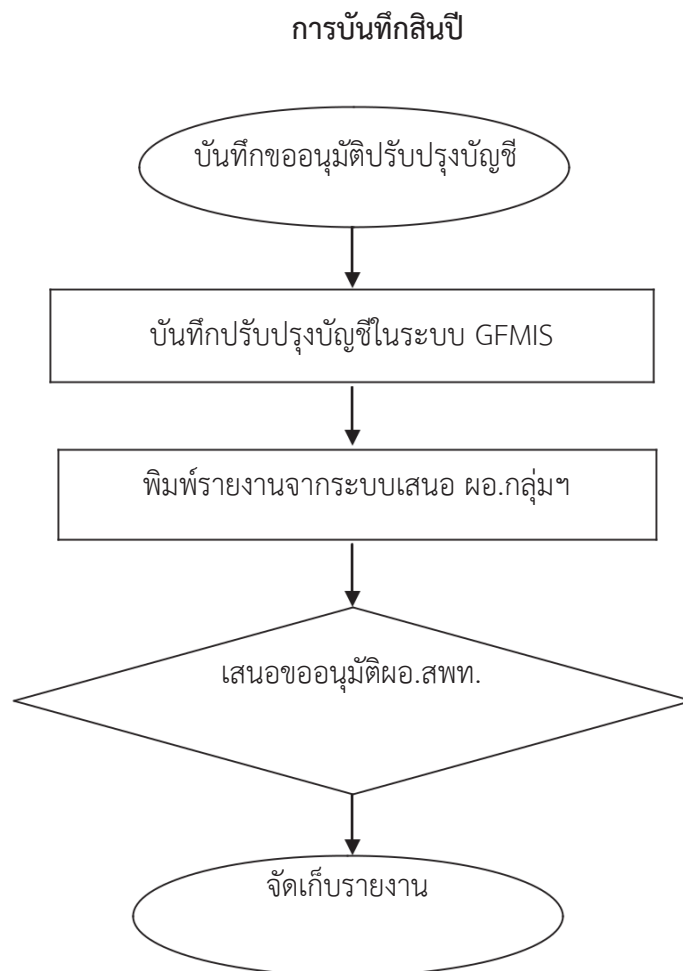 การบันทึกสินปี
บันทึกขออนุมัติปรับปรุงบัญชี
บันทึกปรับปรุงบัญชีในระบบ GFMIS
พิมพ์รายงานจากระบบเสนอ ผอ.กลุ่มฯ
เสนอขออนุมัติผอ.สพท.
จัดเก็บรายงาน